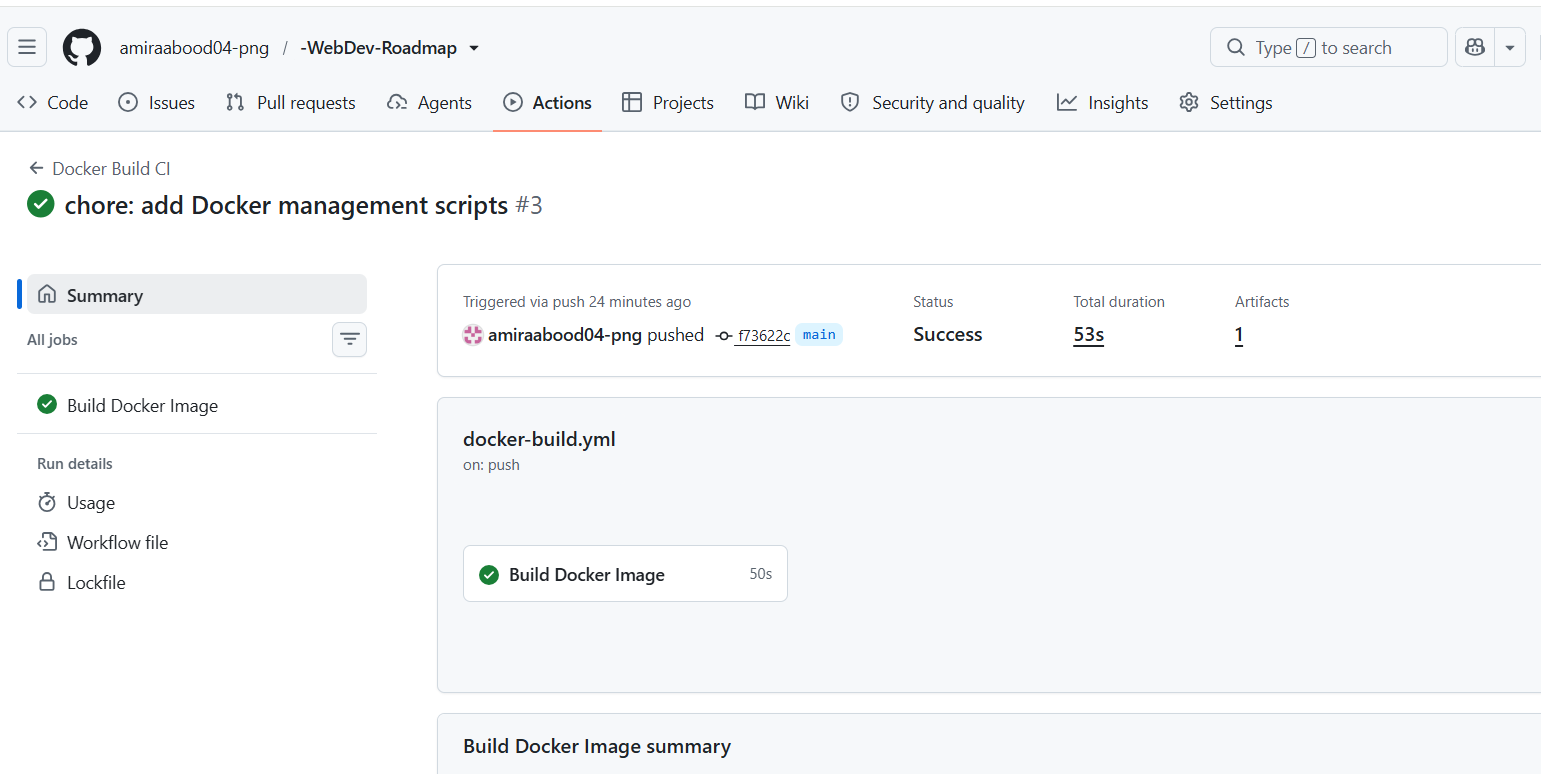 amiraabood04-png / -WebDev-Roadmap
Type / to search
Code Issues Pull requests Agents Actions Projects Wiki Security and quality Insights Settings
Docker Build CI
chore: add Docker management scripts #3
Summary
All jobs
Build Docker Image
Run details
Usage
Workflow file
Lockfile
Triggered via push 24 minutes ago
amiraabood04-png pushed f73622c main
Status
Success
Total duration
53s
Artifacts
1
docker-build.yml
on: push
Build Docker Image 50s
Build Docker Image summary